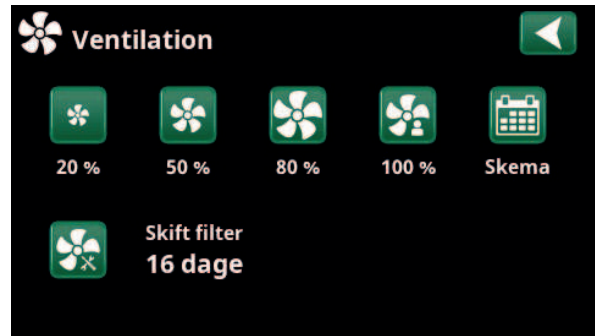 Ventilation
20 % 50 % 80 % 100 % Skema
Skift filter
16 dage